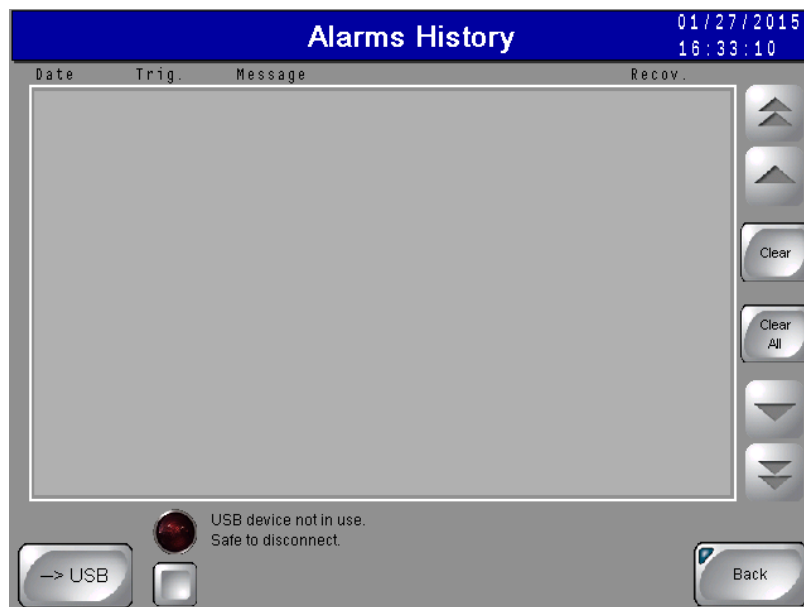 Alarms History
01/27/2015
16:33:10
Date Trig. Message Recov.
Clear
Clear
All
USB device not in use.
Safe to disconnect.
—> USB
Back